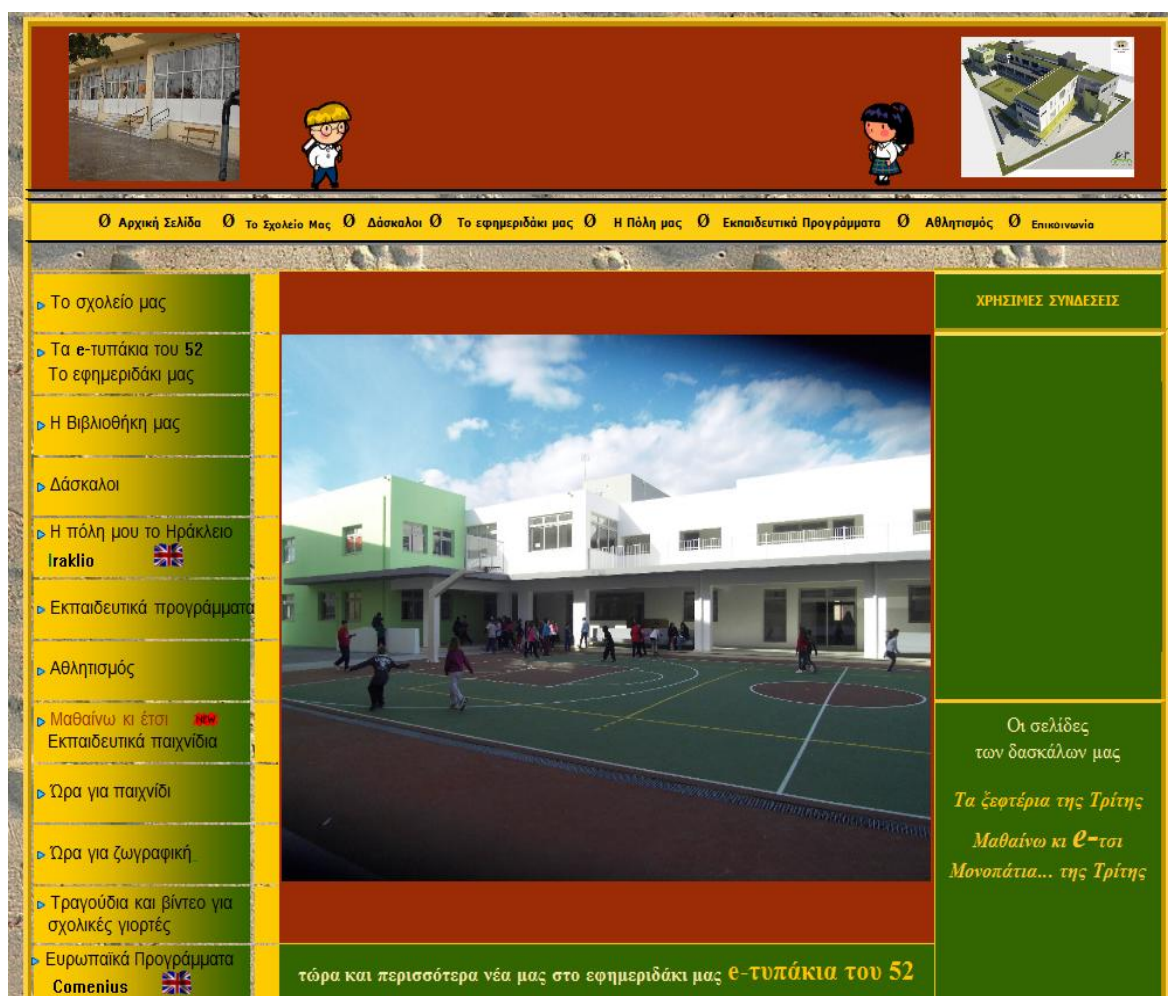 Ø Αρχική Σελίδα Ø Το Σχολείο Μας Ø Δάσκαλοι Ø Το εφημεριδάκι μας Ø Η Πόλη μας Ø Εκπαιδευτικά Προγράμματα Ø Αθλητισμός Ø Επικοινωνία
Το σχολείο μας
Τα e-τυπάκια του 52
Το εφημεριδάκι μας
Η Βιβλιοθήκη μας
Δάσκαλοι
Η πόλη μου το Ηράκλειο
Iraklio
Εκπαιδευτικά προγράμματα
Αθλητισμός
Μαθαίνω κι έτσι NEW
Εκπαιδευτικά παιχνίδια
Ώρα για παιχνίδι
Ώρα για ζωγραφική
Τραγούδια και βίντεο για
σχολικές γιορτές
Ευρωπαϊκά Προγράμματα
Comenius
τώρα και περισσότερα νέα μας στο εφημεριδάκι μας e-τυπάκια του 52
ΧΡΗΣΙΜΕΣ ΣΥΝΔΕΣΕΙΣ
Οι σελίδες
των δασκάλων μας
Τα ξεφτέρια της Τρίτης
Μαθαίνω κι e-τσι
Μονοπάτια... της Τρίτης